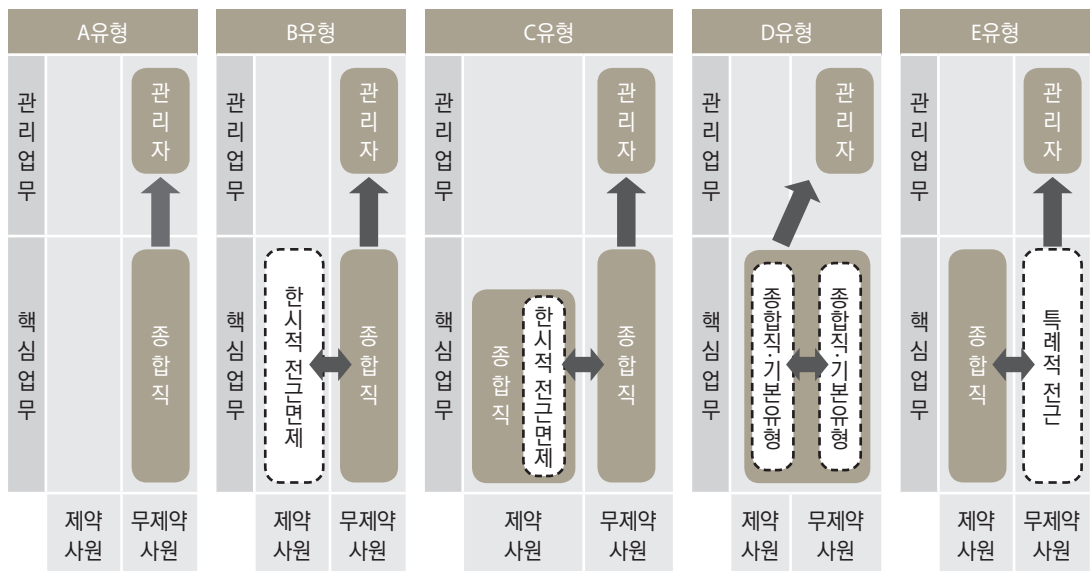 A유형
관리업무
관리자
핵심업무
종합직
제약
사원
무제약
사원
B유형
관리업무
관리자
핵심업무
한시적 전근면제
종합직
제약
사원
무제약
사원
C유형
관리업무
관리자
핵심업무
종합직
한시적 전근면제
종합직
제약
사원
무제약
사원
D유형
관리업무
관리자
핵심업무
종합직·기본유형
종합직·기본유형
제약
사원
무제약
사원
E유형
관리업무
관리자
핵심업무
종합직
특례적 전근
제약
사원
무제약
사원